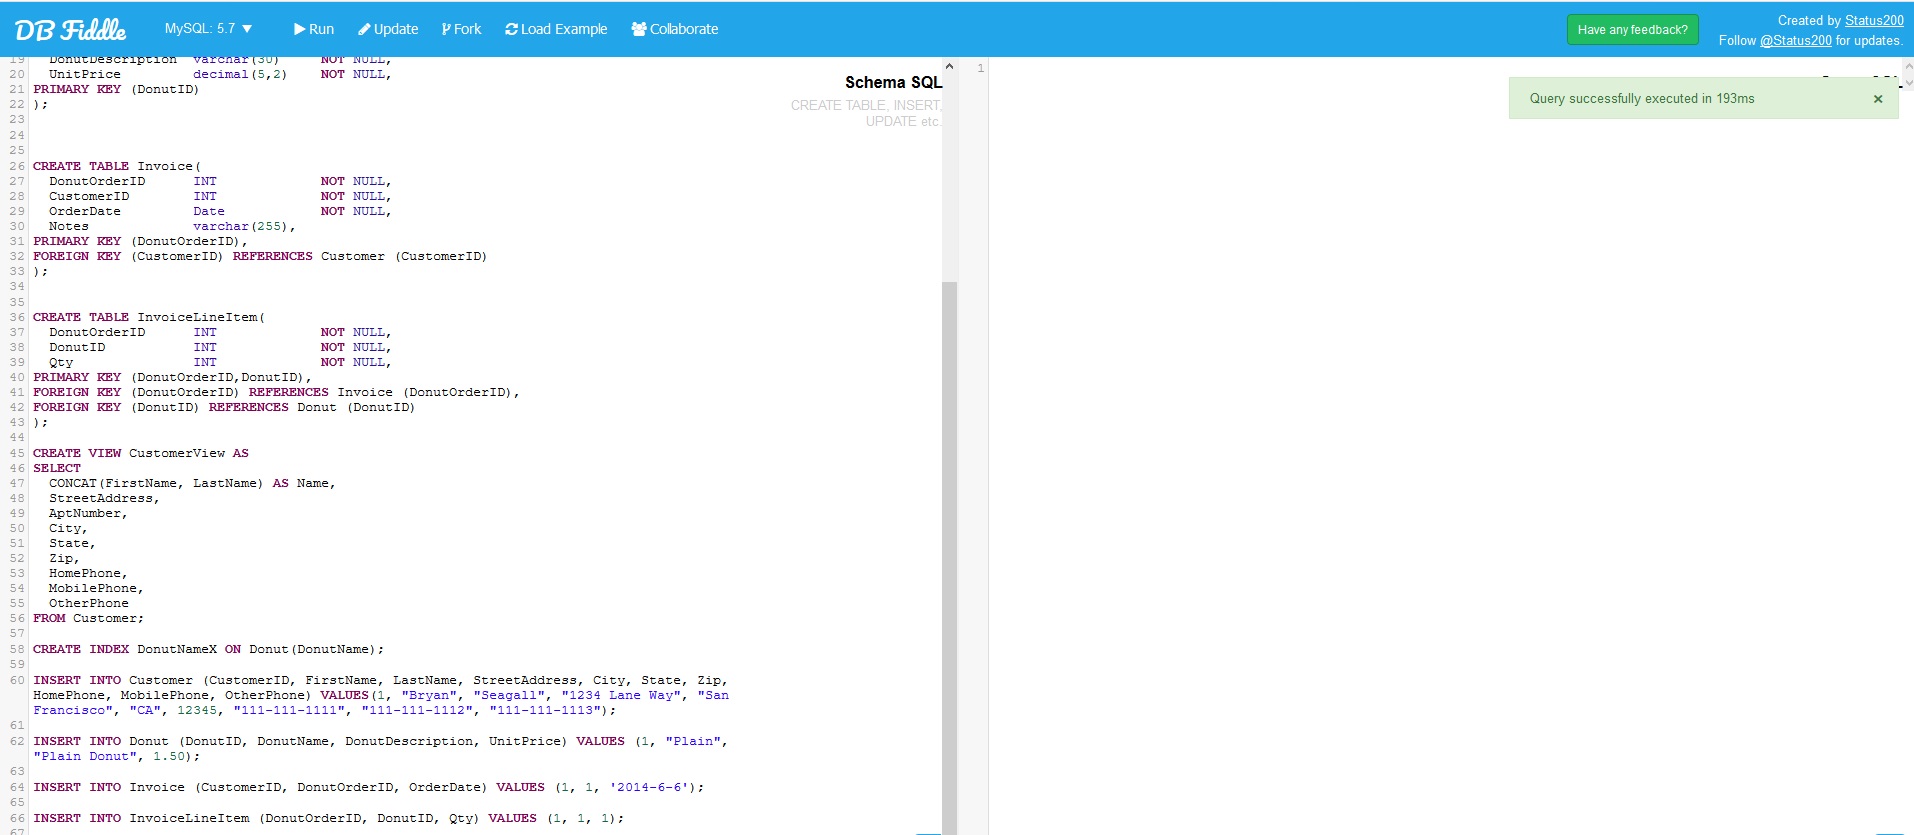 DB Fiddle MySQL: 5.7 ▼ Run Update Fork Load Example Collaborate Have any feedback? Created by Status200
Follow @Status200 for updates.
19 DonutDescription varchar(30) NOT NULL,
20 UnitPrice decimal(5,2) NOT NULL,
21 PRIMARY KEY (DonutID)
22 );
23
24
25
26 CREATE TABLE Invoice(
27 DonutOrderID INT NOT NULL,
28 CustomerID INT NOT NULL,
29 OrderDate Date NOT NULL,
30 Notes varchar(255),
31 PRIMARY KEY (DonutOrderID),
32 FOREIGN KEY (CustomerID) REFERENCES Customer (CustomerID)
33 );
34
35
36 CREATE TABLE InvoiceLineItem(
37 DonutOrderID INT NOT NULL,
38 DonutID INT NOT NULL,
39 Qty INT NOT NULL,
40 PRIMARY KEY (DonutOrderID,DonutID),
41 FOREIGN KEY (DonutOrderID) REFERENCES Invoice (DonutOrderID),
42 FOREIGN KEY (DonutID) REFERENCES Donut (DonutID)
43 );
44
45 CREATE VIEW CustomerView AS
46 SELECT
47 CONCAT(FirstName, LastName) AS Name,
48 StreetAddress,
49 AptNumber,
50 City,
51 State,
52 Zip,
53 HomePhone,
54 MobilePhone,
55 OtherPhone
56 FROM Customer;
57
58 CREATE INDEX DonutNameX ON Donut(DonutName);
59
60 INSERT INTO Customer (CustomerID, FirstName, LastName, StreetAddress, City, State, Zip,
HomePhone, MobilePhone, OtherPhone) VALUES(1, "Bryan", "Seagall", "1234 Lane Way", "San
Francisco", "CA", 12345, "111-111-1111", "111-111-1112", "111-111-1113");
61
62 INSERT INTO Donut (DonutID, DonutName, DonutDescription, UnitPrice) VALUES (1, "Plain",
"Plain Donut", 1.50);
63
64 INSERT INTO Invoice (CustomerID, DonutOrderID, OrderDate) VALUES (1, 1, '2014-6-6');
65
66 INSERT INTO InvoiceLineItem (DonutOrderID, DonutID, Qty) VALUES (1, 1, 1);
67
Schema SQL
CREATE TABLE, INSERT,
UPDATE etc.
1
Query successfully executed in 193ms ×